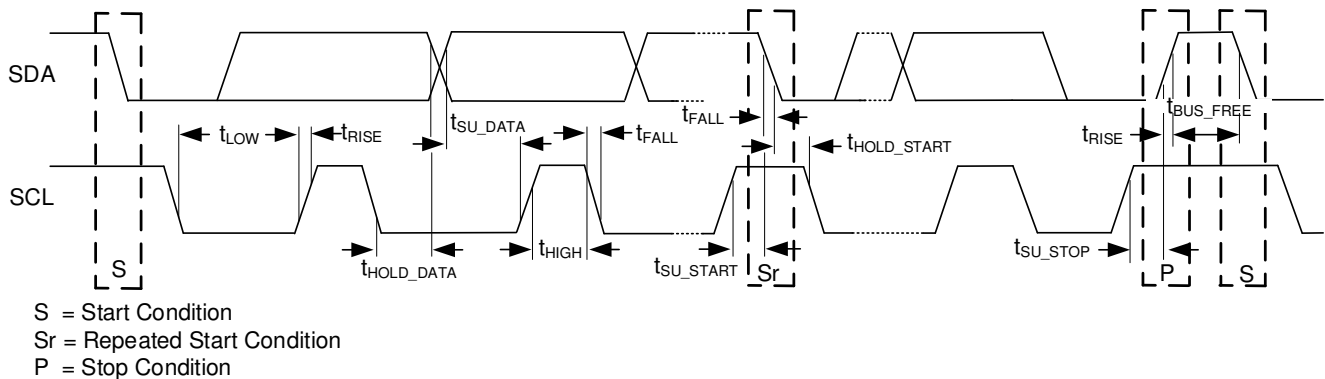 SDA
tLOW
tRISE
tSU_DATA
tFALL
tFALL
tHOLD_START
tRISE
tBUS_FREE
SCL
tHOLD_DATA
tHIGH
tSU_START
tSU_STOP
S
Sr
P
S
S = Start Condition
Sr = Repeated Start Condition
P = Stop Condition